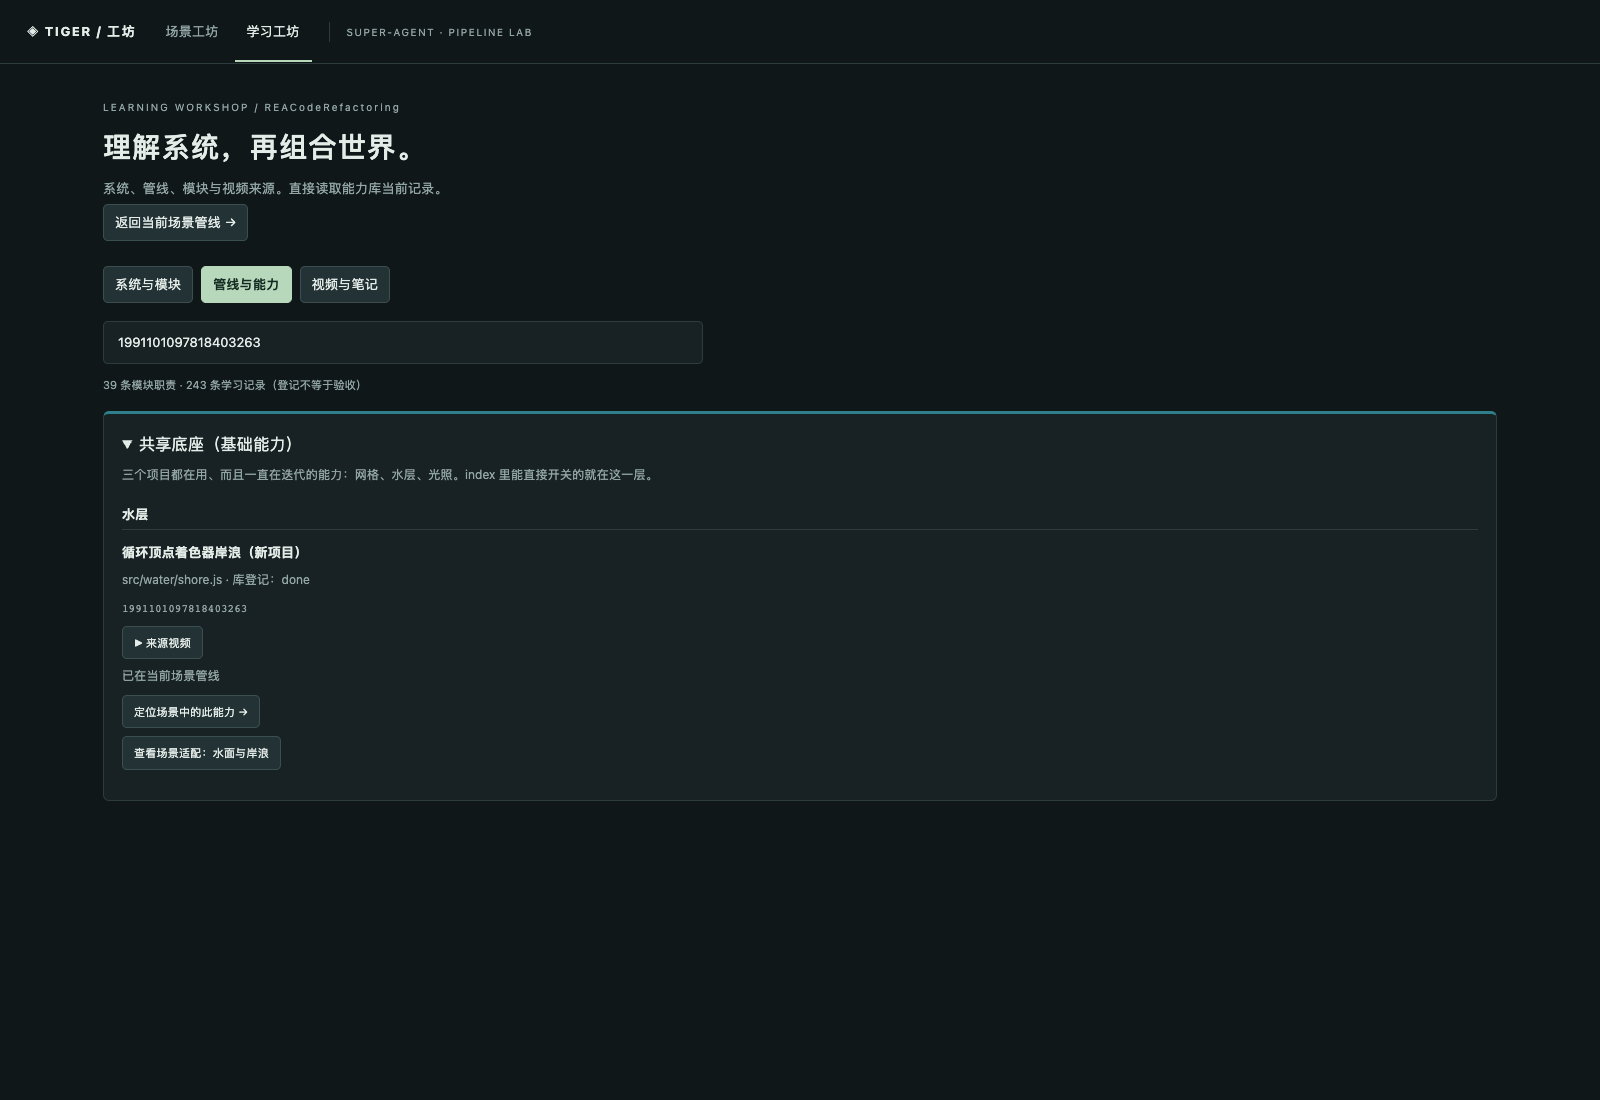 ◈ TIGER / 工坊 场景工坊 学习工坊 SUPER-AGENT · PIPELINE LAB
LEARNING WORKSHOP / REACodeRefactoring
理解系统，再组合世界。
系统、管线、模块与视频来源。直接读取能力库当前记录。
返回当前场景管线 →
系统与模块 管线与能力 视频与笔记
1991101097818403263
39 条模块职责 · 243 条学习记录（登记不等于验收）
▼ 共享底座（基础能力）
三个项目都在用、而且一直在迭代的能力：网格、水层、光照。index 里能直接开关的就在这一层。
水层
循环顶点着色器岸浪（新项目）
src/water/shore.js · 库登记：done
1991101097818403263
▶ 来源视频
已在当前场景管线
定位场景中的此能力 →
查看场景适配：水面与岸浪